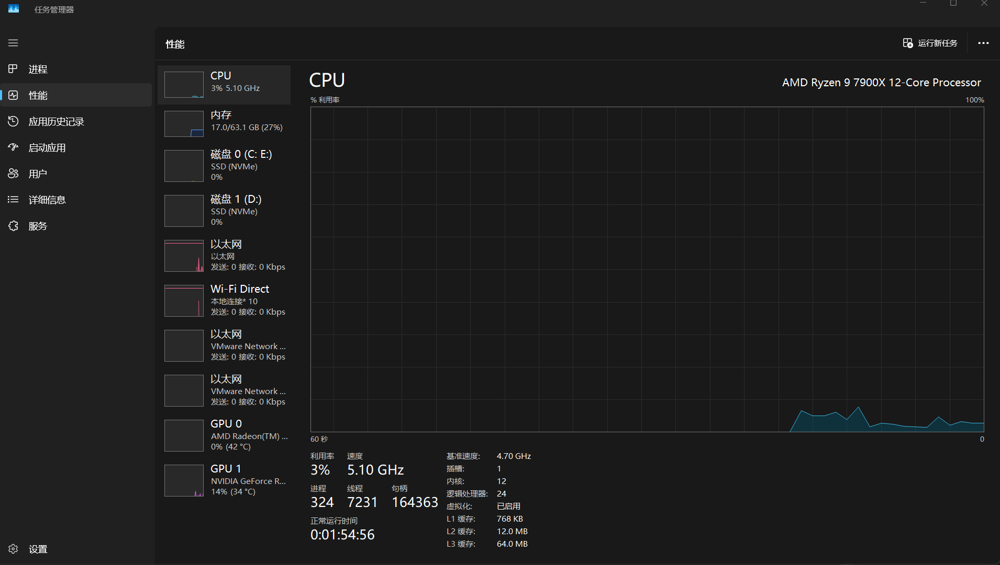 任务管理器
进程
性能
应用历史记录
启动应用
用户
详细信息
服务
设置
性能
运行新任务
CPU
3% 5.10 GHz
内存
17.0/63.1 GB (27%)
磁盘 0 (C: E:)
SSD (NVMe)
0%
磁盘 1 (D:)
SSD (NVMe)
0%
以太网
以太网
发送: 0 接收: 0 Kbps
Wi-Fi Direct
本地连接* 10
发送: 0 接收: 0 Kbps
以太网
VMware Network ...
发送: 0 接收: 0 Kbps
以太网
VMware Network ...
发送: 0 接收: 0 Kbps
GPU 0
AMD Radeon(TM) ...
0% (42 °C)
GPU 1
NVIDIA GeForce R...
14% (34 °C)
CPU
AMD Ryzen 9 7900X 12-Core Processor
% 利用率
100%
60 秒
0
利用率 速度
3% 5.10 GHz
进程 线程 句柄
324 7231 164363
正常运行时间
0:01:54:56
基准速度: 4.70 GHz
插槽: 1
内核: 12
逻辑处理器: 24
虚拟化: 已启用
L1 缓存: 768 KB
L2 缓存: 12.0 MB
L3 缓存: 64.0 MB